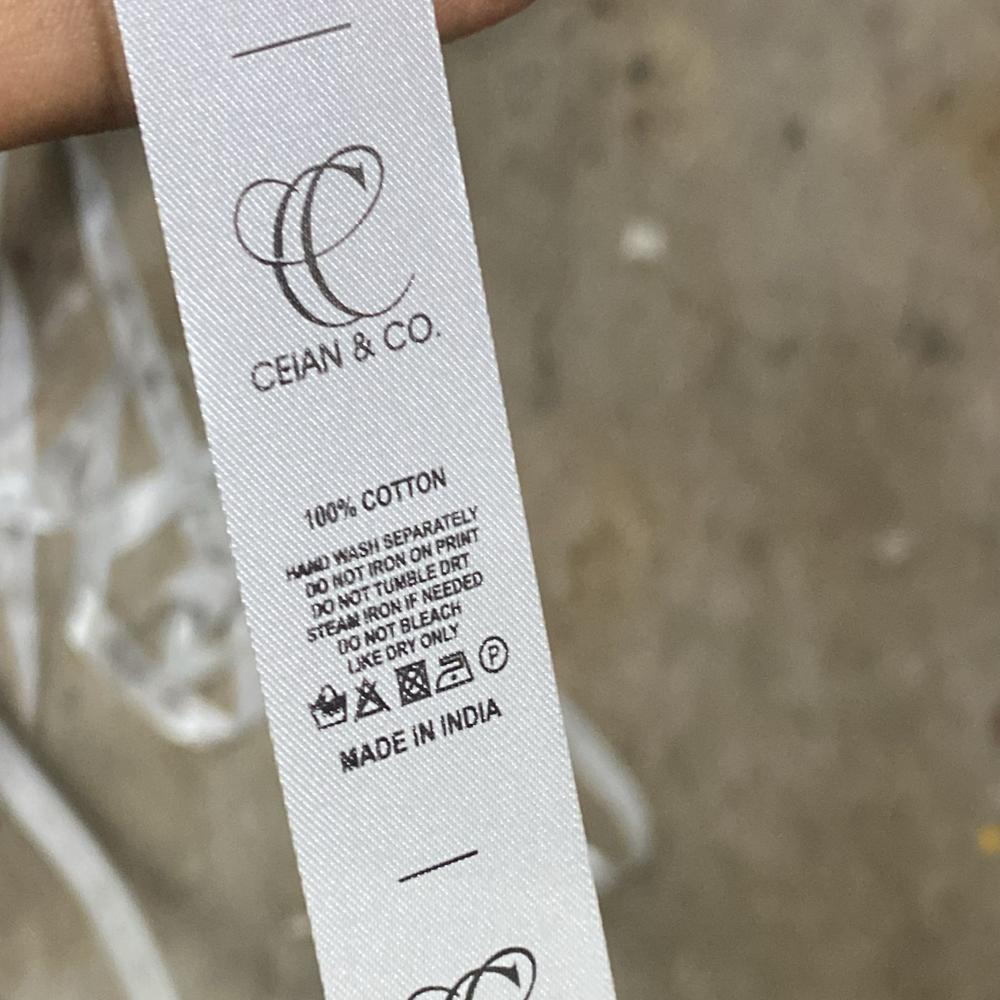 CEIAN & CO.
100% COTTON
HAND WASH SEPARATELY
DO NOT IRON ON PRINT
DO NOT TUMBLE DRT
STEAM IRON IF NEEDED
DO NOT BLEACH
LIKE DRY ONLY
P
MADE IN INDIA